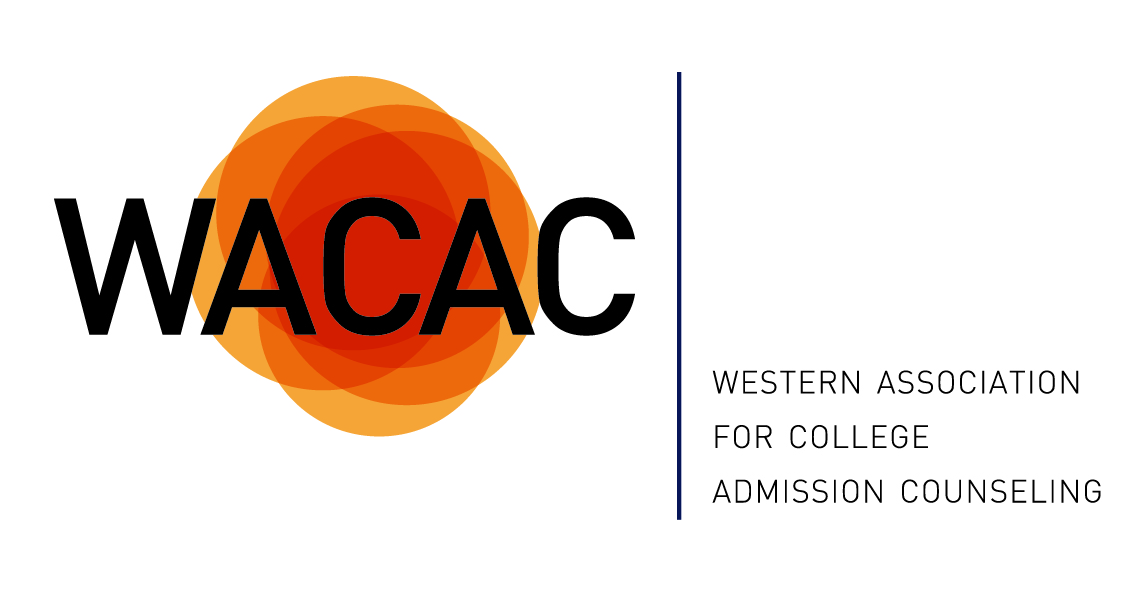 WACAC
WESTERN ASSOCIATION
FOR COLLEGE
ADMISSION COUNSELING